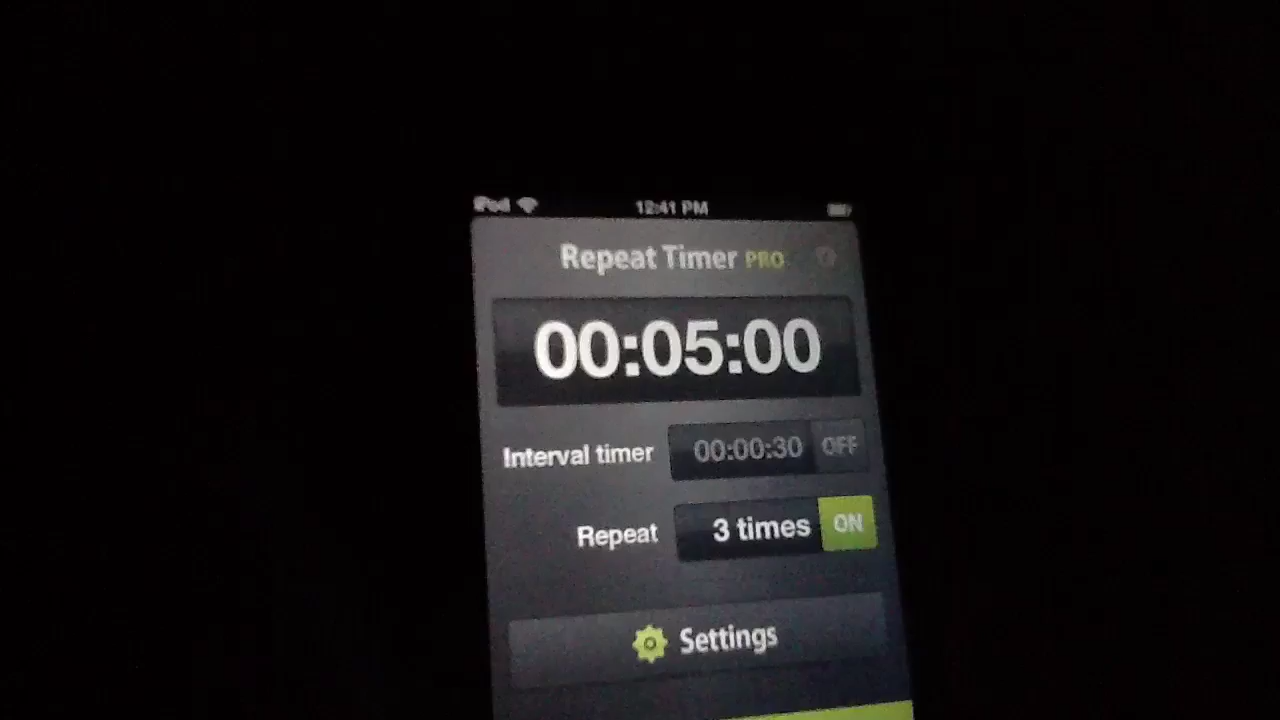 iPod 12:41 PM
Repeat Timer PRO
00:05:00
Interval timer 00:00:30 OFF
Repeat 3 times ON
Settings